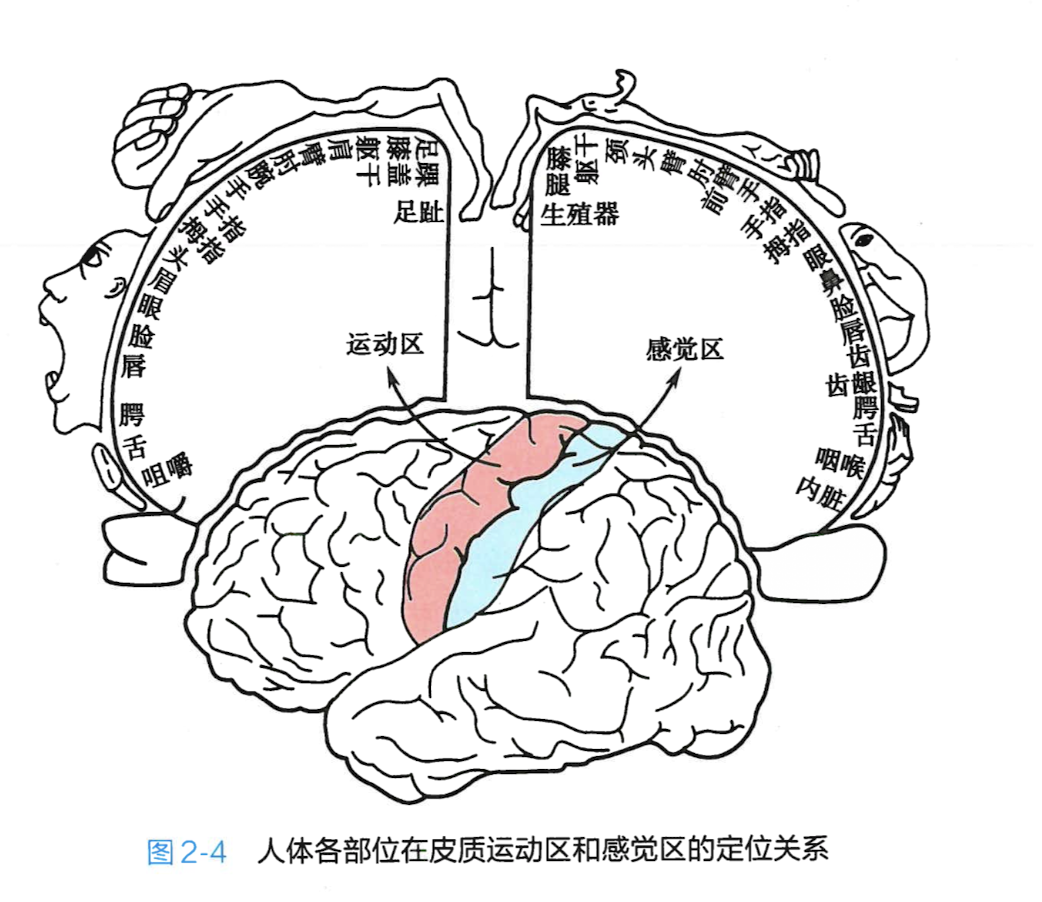 足踝
膝盖
躯干
肩
臂
肘
腕
手
手指
拇指
头
眉
眼
脸
唇
腭
舌
咀嚼
足趾
运动区
膝
腿
躯干
颈
头
臂
肘
前臂
手
手指
拇指
眼
鼻
脸
唇
齿
齿龈
腭
舌
咽喉
内脏
生殖器
感觉区
图2-4 人体各部位在皮质运动区和感觉区的定位关系